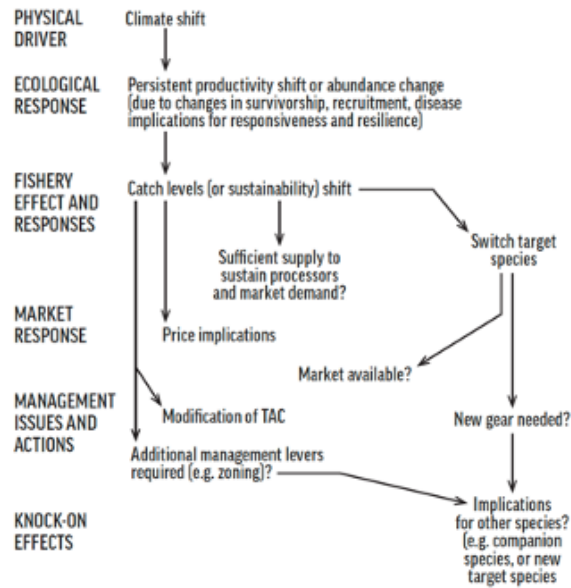 PHYSICAL
DRIVER
Climate shift
ECOLOGICAL
RESPONSE
Persistent productivity shift or abundance change
(due to changes in survivorship, recruitment, disease
implications for responsiveness and resilience)
FISHERY
EFFECT AND
RESPONSES
Catch levels (or sustainability) shift
Switch target
species
Sufficient supply to
sustain processors
and market demand?
MARKET
RESPONSE
Price implications
Market available?
MANAGEMENT
ISSUES AND
ACTIONS
Modification of TAC
New gear needed?
Additional management levers
required (e.g. zoning)?
KNOCK-ON
EFFECTS
Implications
for other species?
(e.g. companion
species, or new
target species